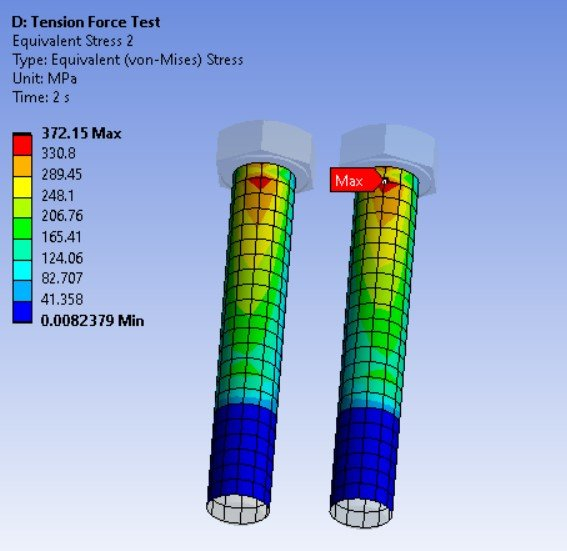 D: Tension Force Test
Equivalent Stress 2
Type: Equivalent (von-Mises) Stress
Unit: MPa
Time: 2 s
372.15 Max
330.8
289.45
248.1
206.76
165.41
124.06
82.707
41.358
0.0082379 Min
Max